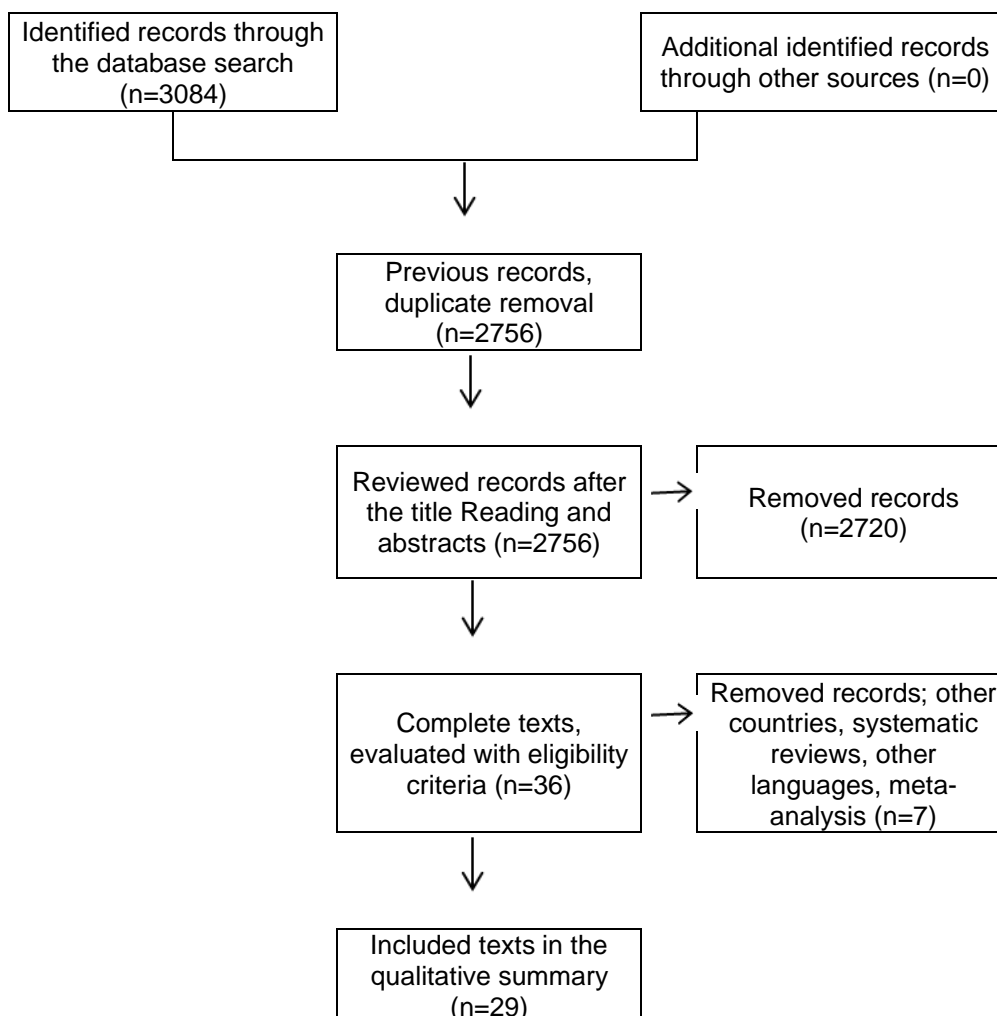 Identified records through
the database search
(n=3084)
Additional identified records
through other sources (n=0)
Previous records,
duplicate removal
(n=2756)
Reviewed records after
the title Reading and
abstracts (n=2756)
Removed records
(n=2720)
Complete texts,
evaluated with eligibility
criteria (n=36)
Removed records; other
countries, systematic
reviews, other
languages, meta-
analysis (n=7)
Included texts in the
qualitative summary
(n=29)